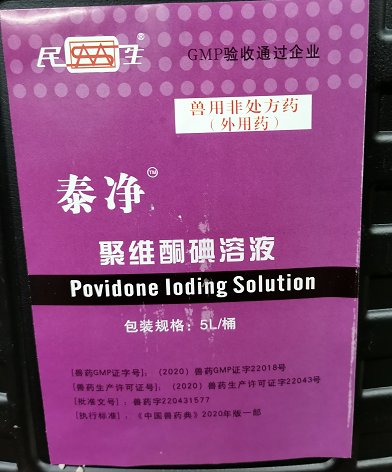 民生®
GMP验收通过企业
兽用非处方药
（外用药）
泰净™
聚维酮碘溶液
Povidone Ioding Solution
包装规格：5L/桶
[兽药GMP证字号]：（2020）兽药GMP证字22018号
[兽药生产许可证号]：（2020）兽药生产许可证字22043号
[批准文号]：兽药字220431577
[执行标准]：《中国兽药典》2020年版一部